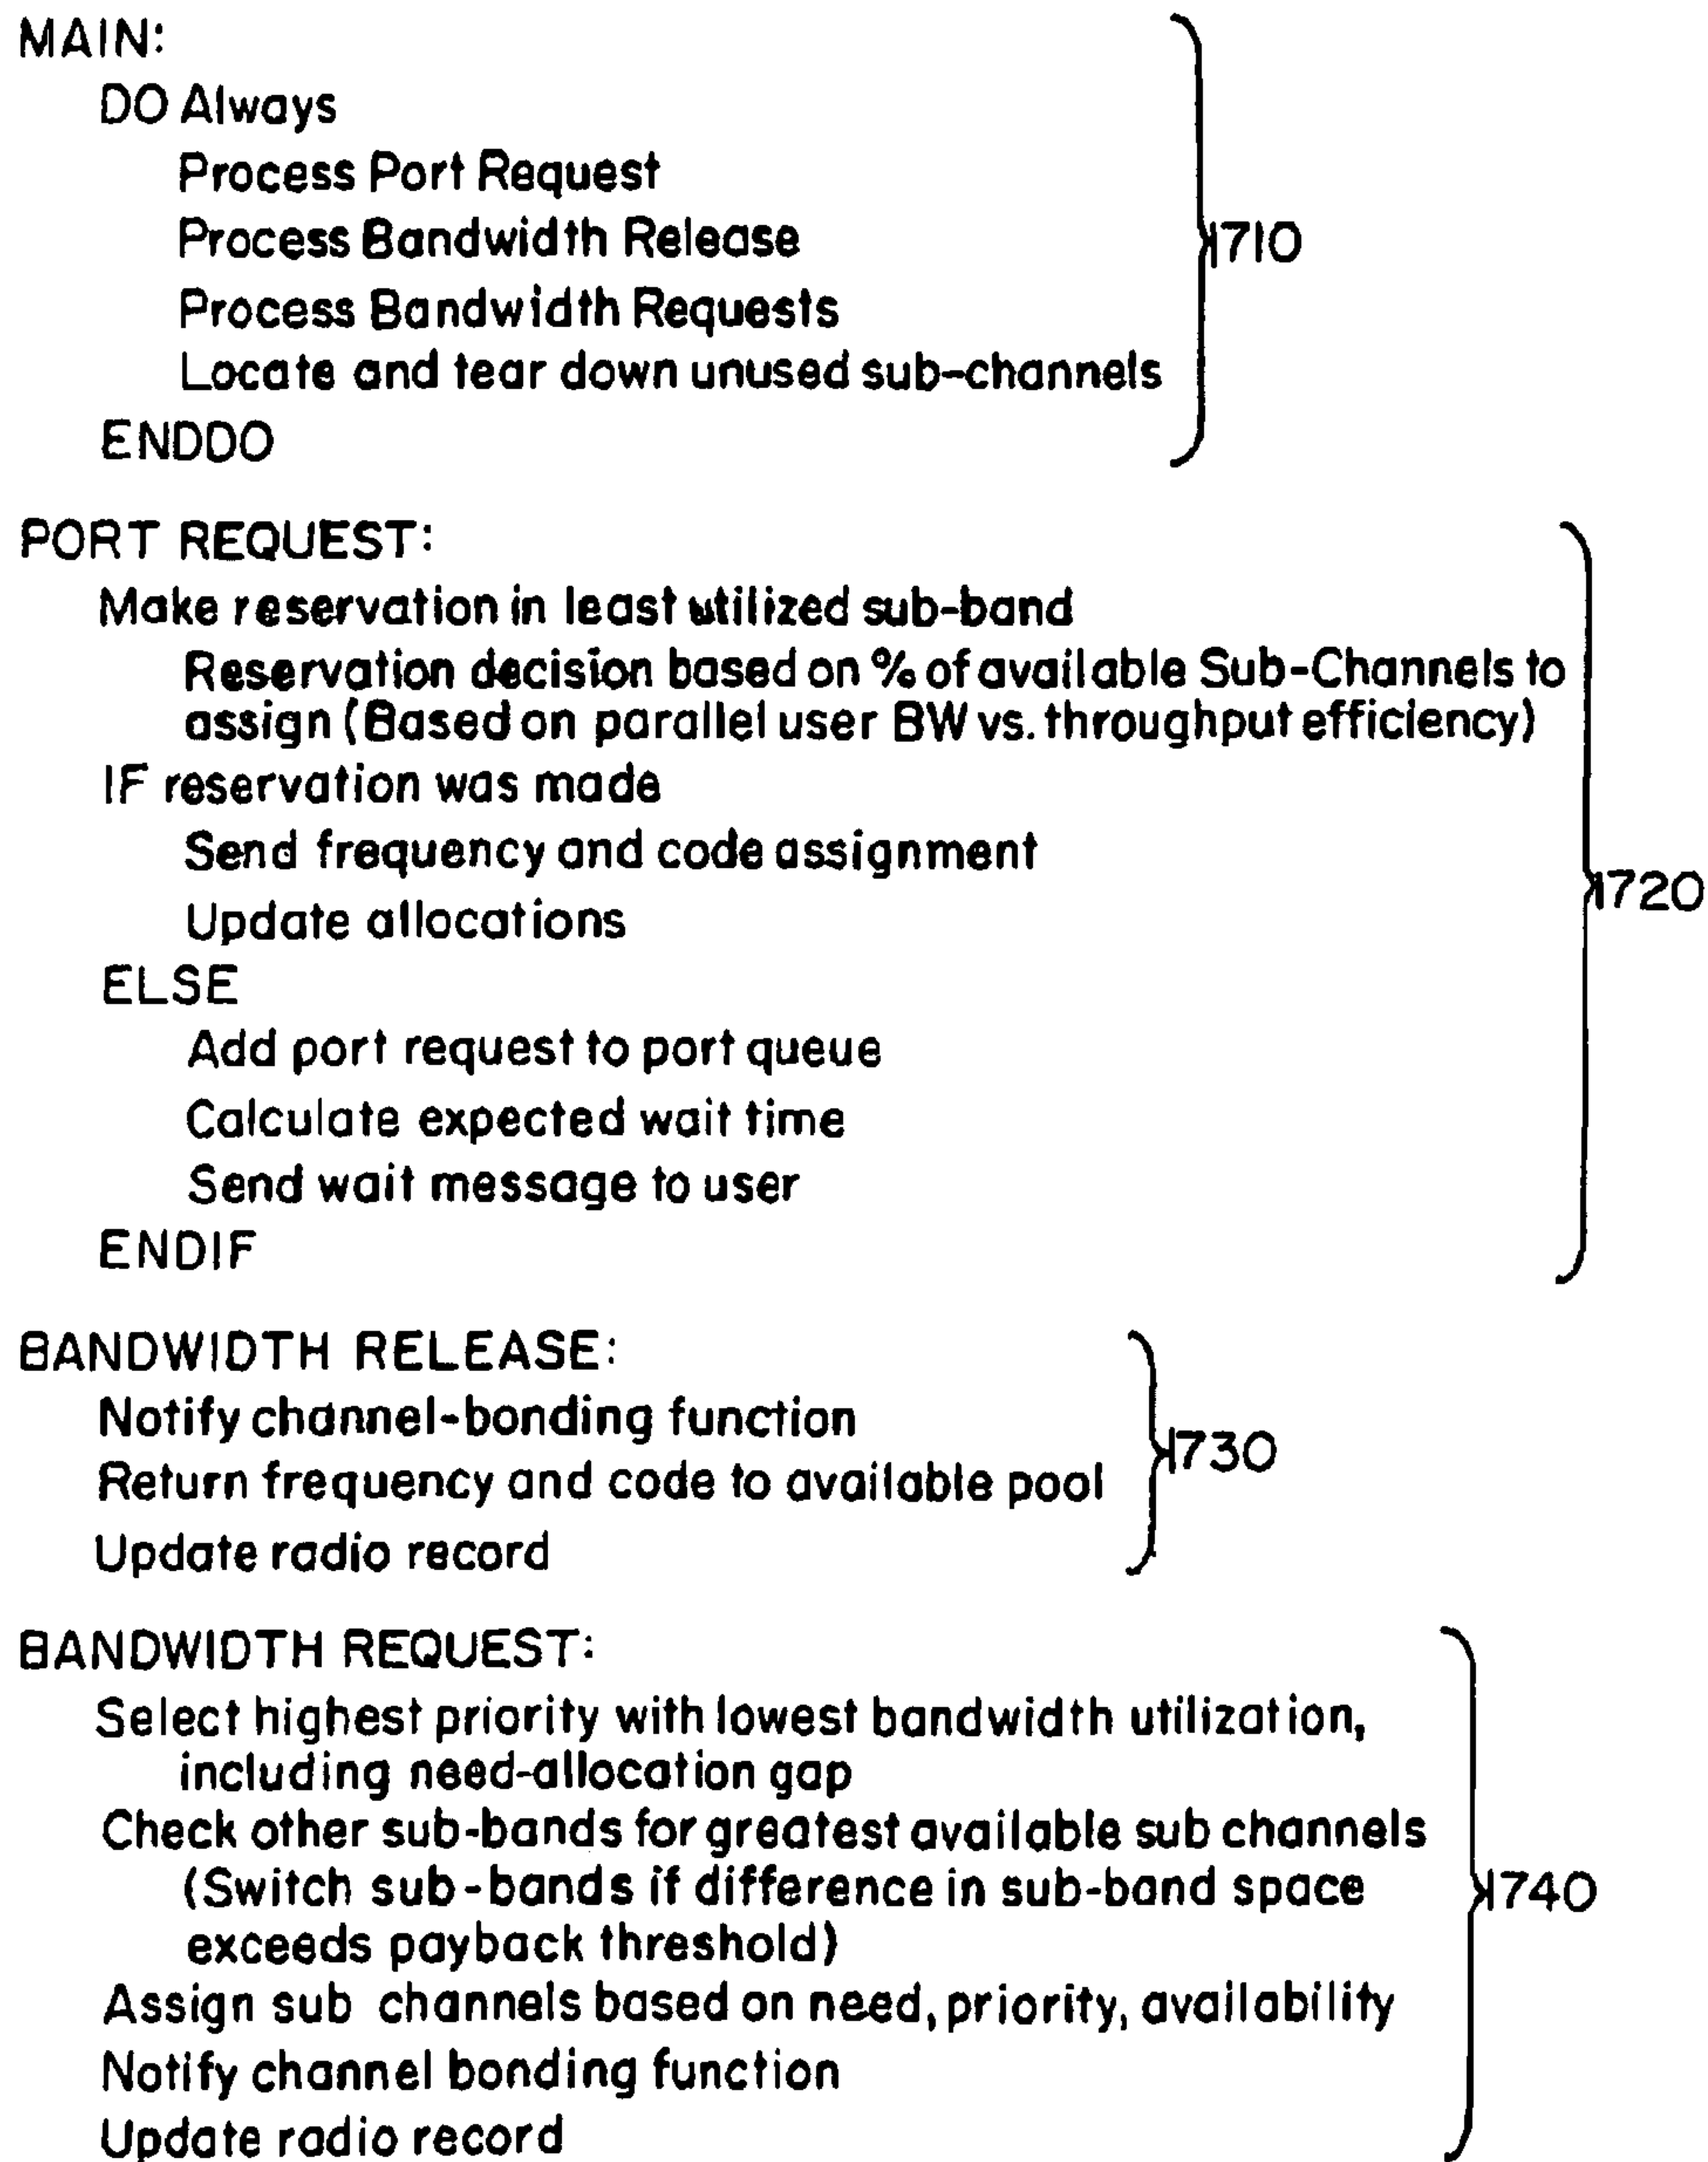 MAIN:
DO Always
Process Port Request
Process Bandwidth Release
1710
Process Bandwidth Requests
Locate and tear down unused sub-channels
ENDDO
PORT REQUEST:
Make reservation in least utilized sub-band
Reservation decision based on % of available Sub-Channels to
assign (Based on parallel user BW vs. throughput efficiency)
IF reservation was made
Send frequency and code assignment
1720
Update allocations
ELSE
Add port request to port queue
Calculate expected wait time
Send wait message to user
ENDIF
BANDWIDTH RELEASE:
Notify channel-bonding function
1730
Return frequency and code to available pool
Update radio record
BANDWIDTH REQUEST:
Select highest priority with lowest bandwidth utilization,
including need-allocation gap
Check other sub-bands for greatest available sub channels
(Switch sub-bands if difference in sub-band space
1740
exceeds payback threshold)
Assign sub channels based on need, priority, availability
Notify channel bonding function
Update radio record